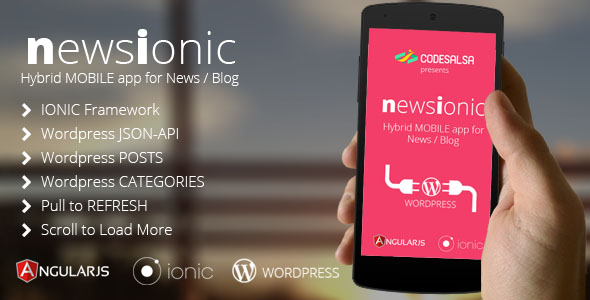 newsionic
Hybrid MOBILE app for News / Blog
IONIC Framework
Wordpress JSON-API
Wordpress POSTS
Wordpress CATEGORIES
Pull to REFRESH
Scroll to Load More
ANGULARJS
ionic
WORDPRESS
CODESALSA
presents
newsionic
Hybrid MOBILE app for
News / Blog
WORDPRESS
ANGULARJS
ionic